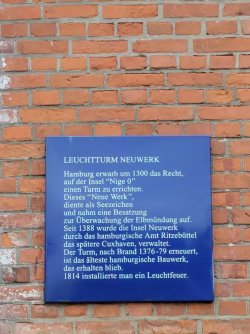 LEUCHTTURM NEUWERK
Hamburg erwarb um 1300 das Recht,
auf der Insel "Nige O"
einen Turm zu errichten.
Dieses "Neue Werk",
diente als Seezeichen
und nahm eine Besatzung
zur Überwachung der Elbmündung auf.
Seit 1388 wurde die Insel Neuwerk
durch das hamburgische Amt Ritzebüttel
das spätere Cuxhaven, verwaltet.
Der Turm, nach Brand 1376-79 erneuert,
ist das älteste hamburgische Bauwerk,
das erhalten blieb.
1814 installierte man ein Leuchtfeuer.